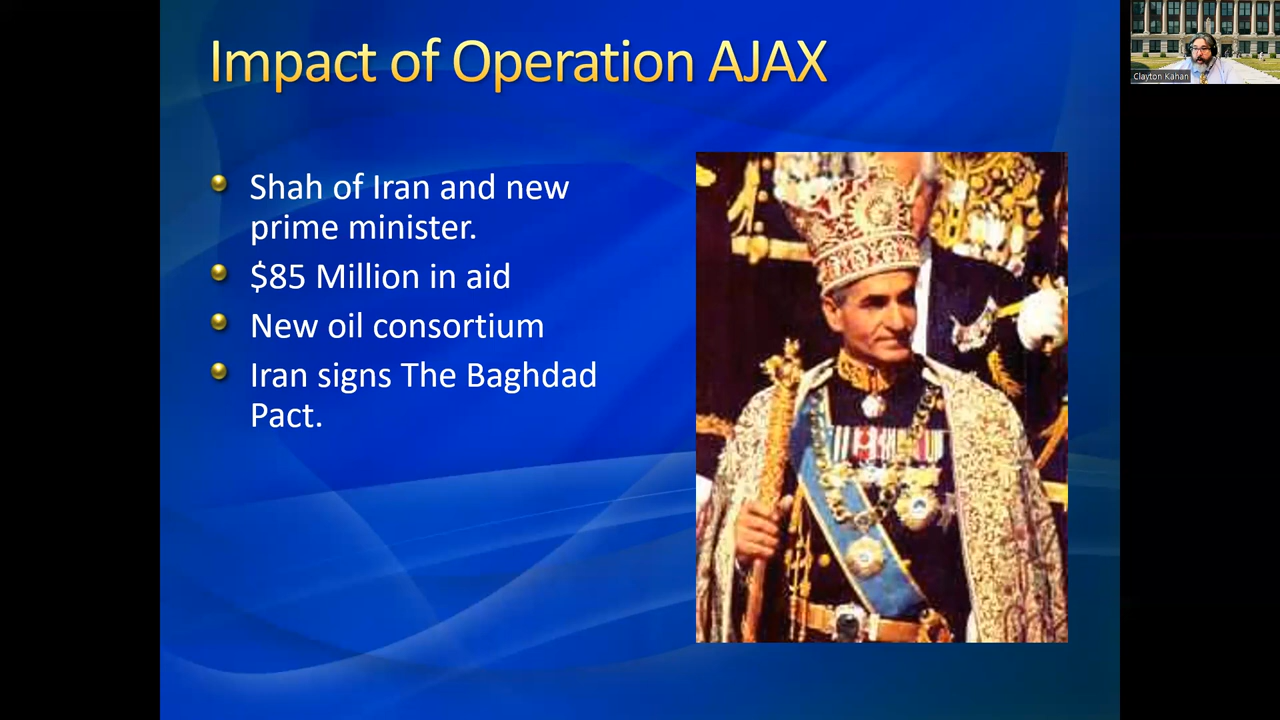 Impact of Operation AJAX
Clayton Kahan
Shah of Iran and new
prime minister.
$85 Million in aid
New oil consortium
Iran signs The Baghdad
Pact.